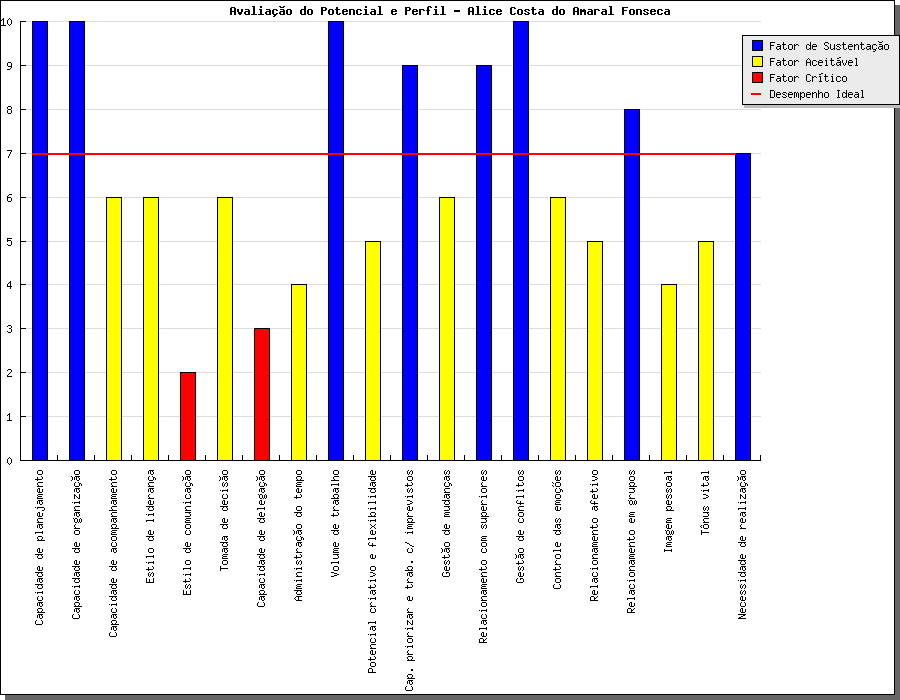 Avaliação do Potencial e Perfil - Alice Costa do Amaral Fonseca
Fator de Sustentação
Fator Aceitável
Fator Crítico
Desempenho Ideal
10
9
8
7
6
5
4
3
2
1
0
Capacidade de planejamento
Capacidade de organização
Capacidade de acompanhamento
Estilo de liderança
Estilo de comunicação
Tomada de decisão
Capacidade de delegação
Administração do tempo
Volume de trabalho
Potencial criativo e flexibilidade
Cap. priorizar e trab. c/ imprevistos
Gestão de mudanças
Relacionamento com superiores
Gestão de conflitos
Controle das emoções
Relacionamento afetivo
Relacionamento em grupos
Imagem pessoal
Tônus vital
Necessidade de realização